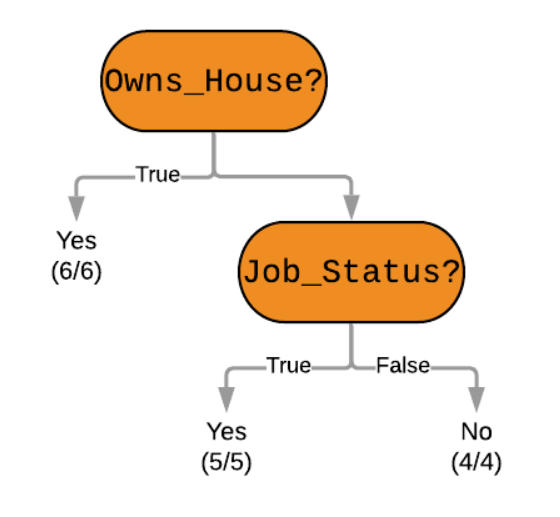 Owns_House?
True
Yes
(6/6)
Job_Status?
True
False
Yes
(5/5)
No
(4/4)